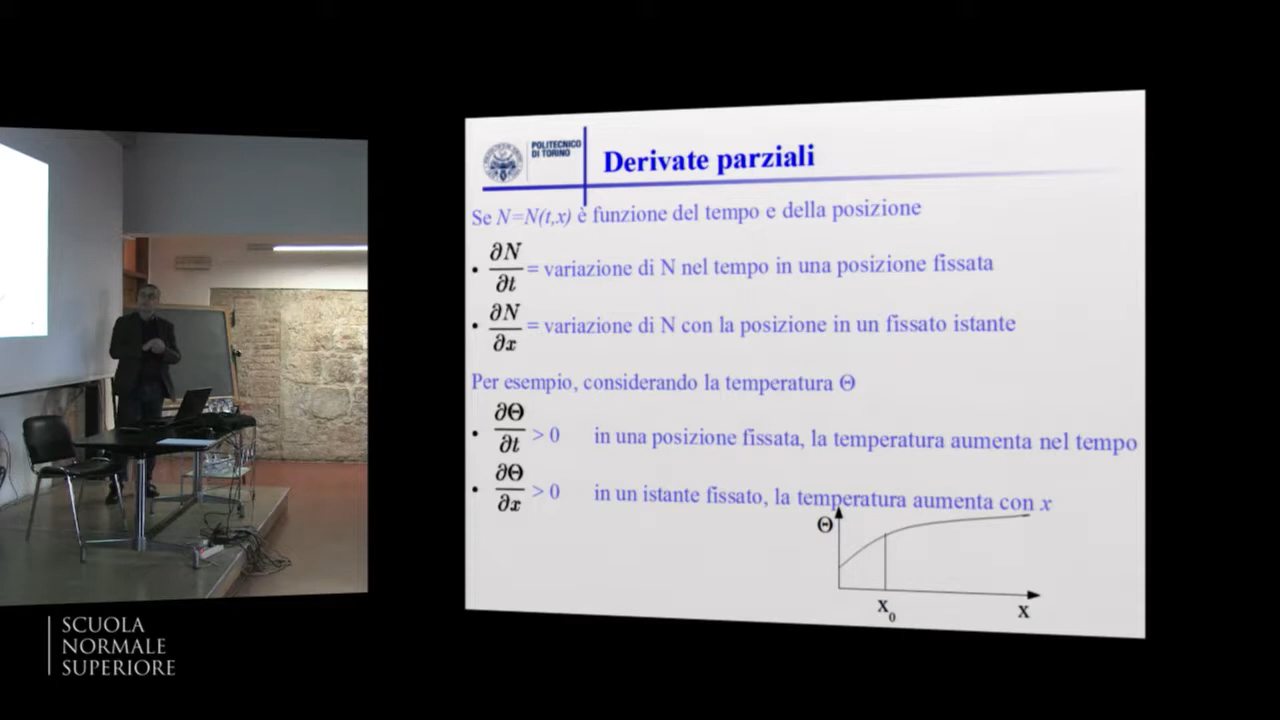 POLITECNICO
DI TORINO
Derivate parziali
Se N=N(t,x) è funzione del tempo e della posizione
• ∂N/∂t = variazione di N nel tempo in una posizione fissata
• ∂N/∂x = variazione di N con la posizione in un fissato istante
Per esempio, considerando la temperatura Θ
• ∂Θ/∂t > 0 in una posizione fissata, la temperatura aumenta nel tempo
• ∂Θ/∂x > 0 in un istante fissato, la temperatura aumenta con x
Θ
x₀
x
SCUOLA
NORMALE
SUPERIORE